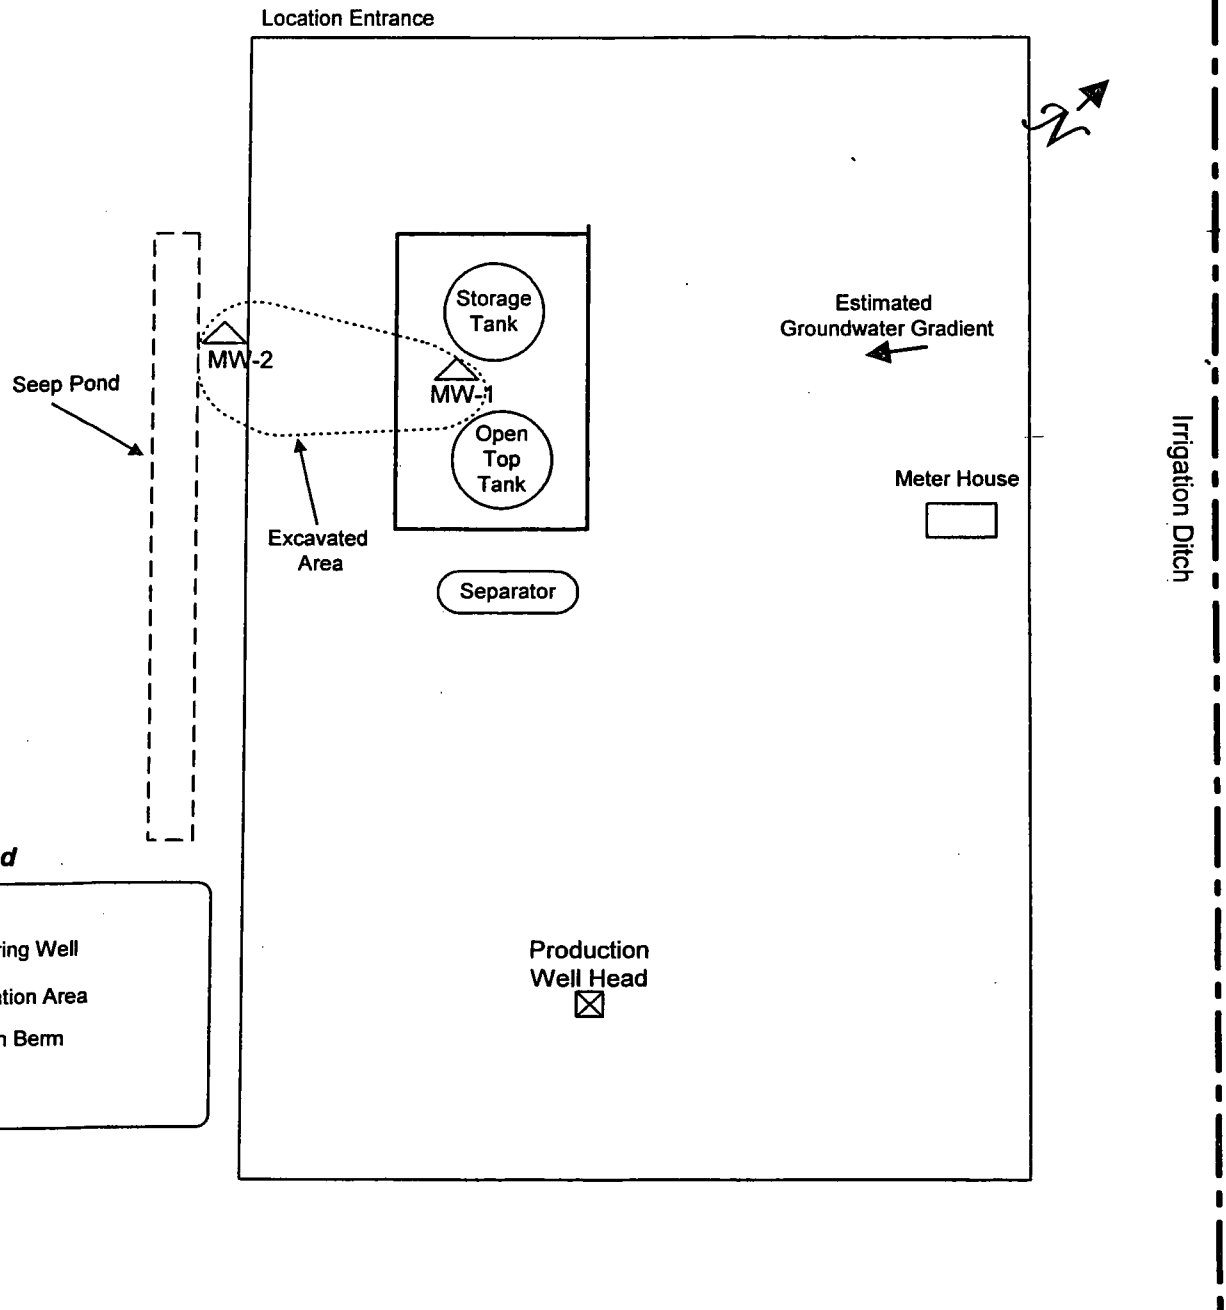 Location Entrance
N
Storage
Tank
Estimated
Groundwater Gradient
MW-2
Seep Pond
MW-1
Open
Top
Tank
Irrigation Ditch
Meter House
Excavated
Area
Separator
d
ring Well
tion Area
n Berm
Production
Well Head